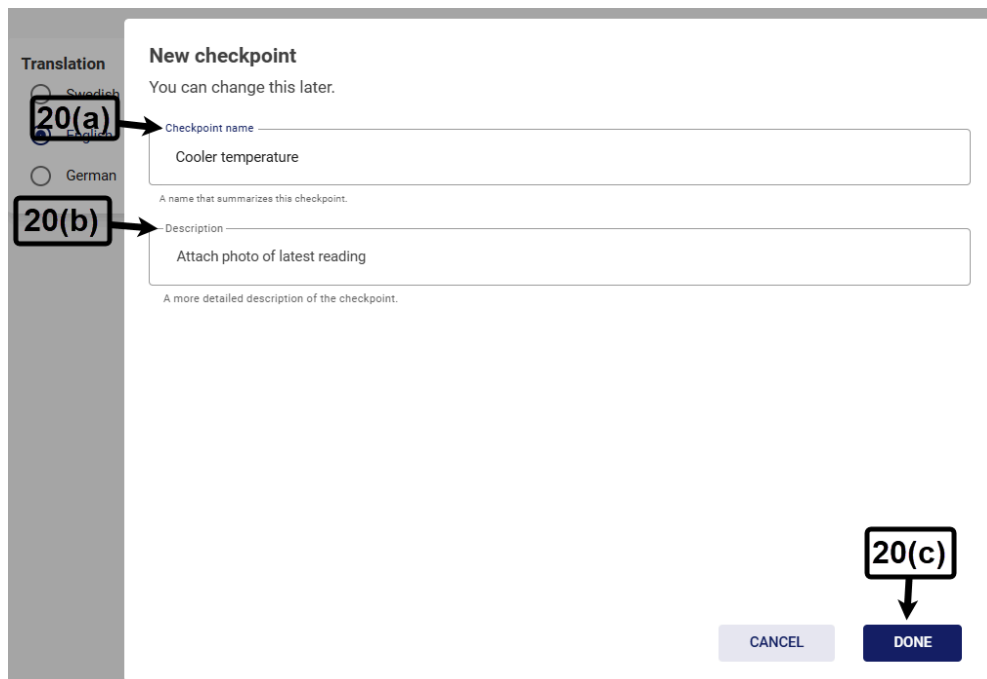 Translation
Swedish
English
German
New checkpoint
You can change this later.
20(a)
Checkpoint name
Cooler temperature
A name that summarizes this checkpoint.
20(b)
Description
Attach photo of latest reading
A more detailed description of the checkpoint.
20(c)
CANCEL
DONE